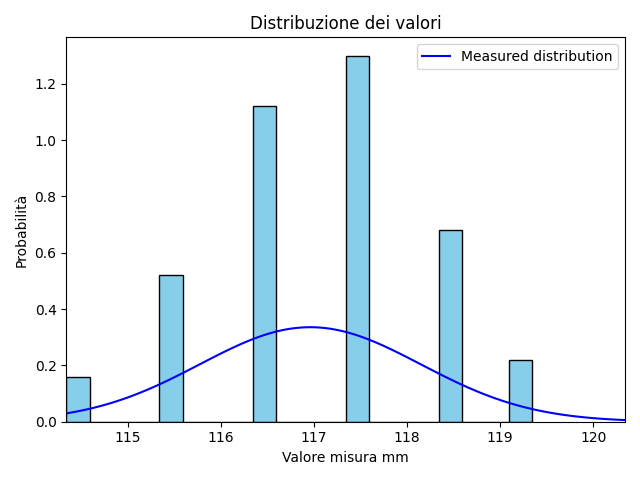 Distribuzione dei valori
Measured distribution
Probabilità
1.2
1.0
0.8
0.6
0.4
0.2
0.0
115 116 117 118 119 120
Valore misura mm